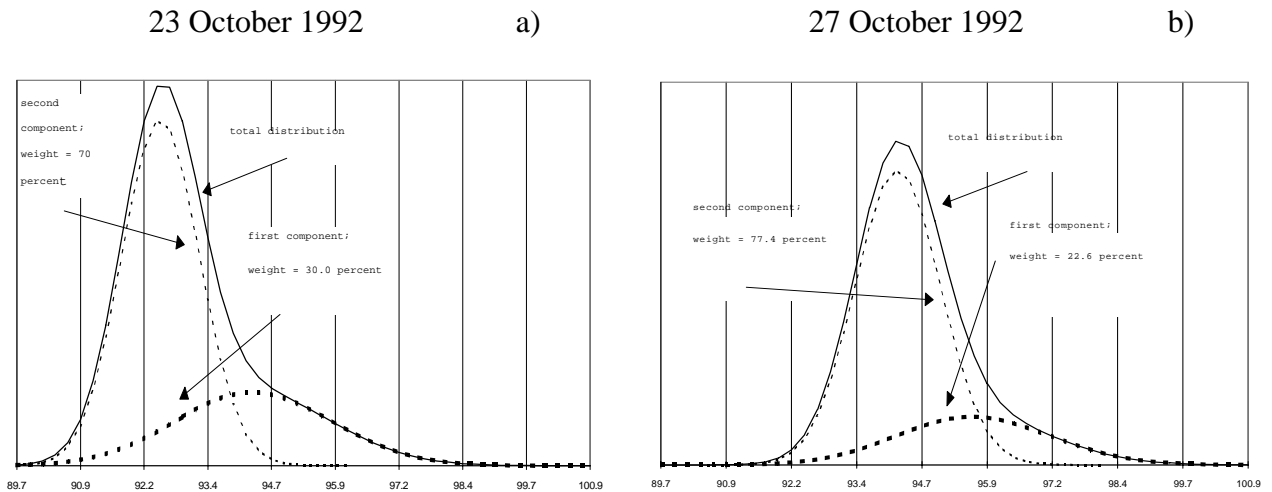 23 October 1992 a)
second
component;
weight = 70
percent
total distribution
first component;
weight = 30.0 percent
89.7 90.9 92.2 93.4 94.7 95.9 97.2 98.4 99.7 100.9
27 October 1992 b)
total distribution
second component;
weight = 77.4 percent
first component;
weight = 22.6 percent
89.7 90.9 92.2 93.4 94.7 95.9 97.2 98.4 99.7 100.9